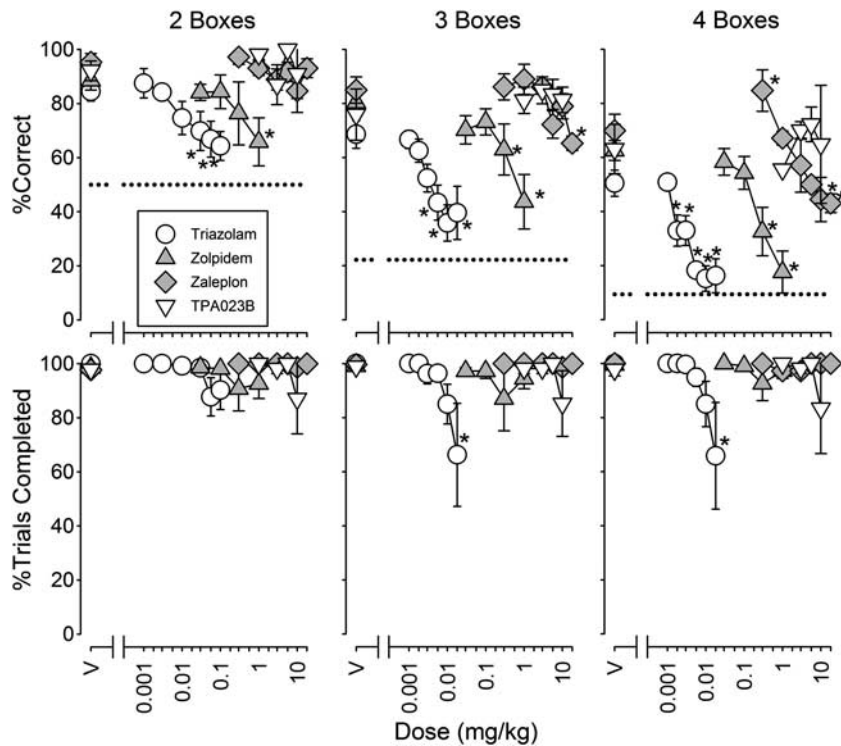 2 Boxes 3 Boxes 4 Boxes
%Correct
100
80
60
40
20
0
Triazolam
Zolpidem
Zaleplon
TPA023B
* * * *
* * * * * * *
* * * * * * * * * *
%Trials Completed
100
80
60
40
20
0
* *
V 0.001 0.01 0.1 1 10 V 0.001 0.01 0.1 1 10 V 0.001 0.01 0.1 1 10
Dose (mg/kg)